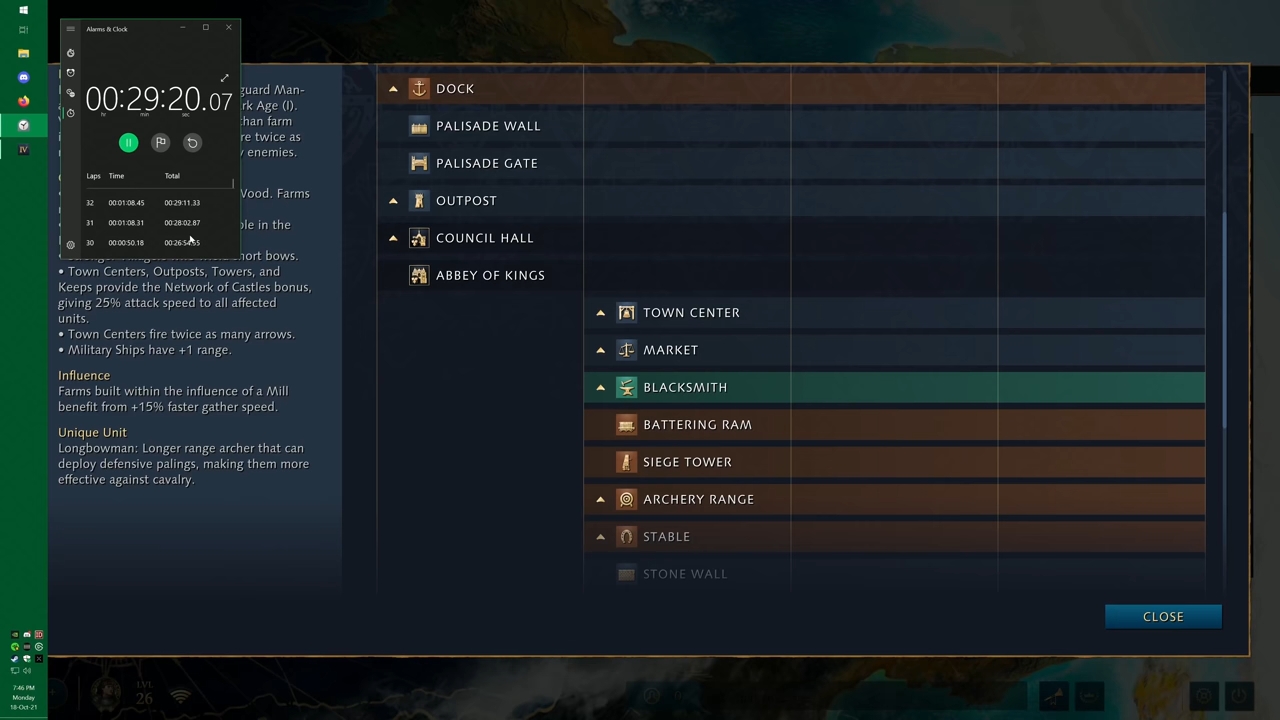 Alarms & Clock
00:29:20.07
hr min sec
Laps Time Total
32 00:01:08.45 00:29:11.33
31 00:01:08.31 00:28:02.87
30 00:00:50.18
guard Man-
rk Age (I).
than farm
re twice as
y enemies.
Wood. Farms
ble in the
• Town Centers, Outposts, Towers, and
Keeps provide the Network of Castles bonus,
giving 25% attack speed to all affected
units.
• Town Centers fire twice as many arrows.
• Military Ships have +1 range.
Influence
Farms built within the influence of a Mill
benefit from +15% faster gather speed.
Unique Unit
Longbowman: Longer range archer that can
deploy defensive palings, making them more
effective against cavalry.
DOCK
PALISADE WALL
PALISADE GATE
OUTPOST
COUNCIL HALL
ABBEY OF KINGS
TOWN CENTER
MARKET
BLACKSMITH
BATTERING RAM
SIEGE TOWER
ARCHERY RANGE
STABLE
STONE WALL
CLOSE
LVL
26
IV
7:46 PM
Monday
18-Oct-21